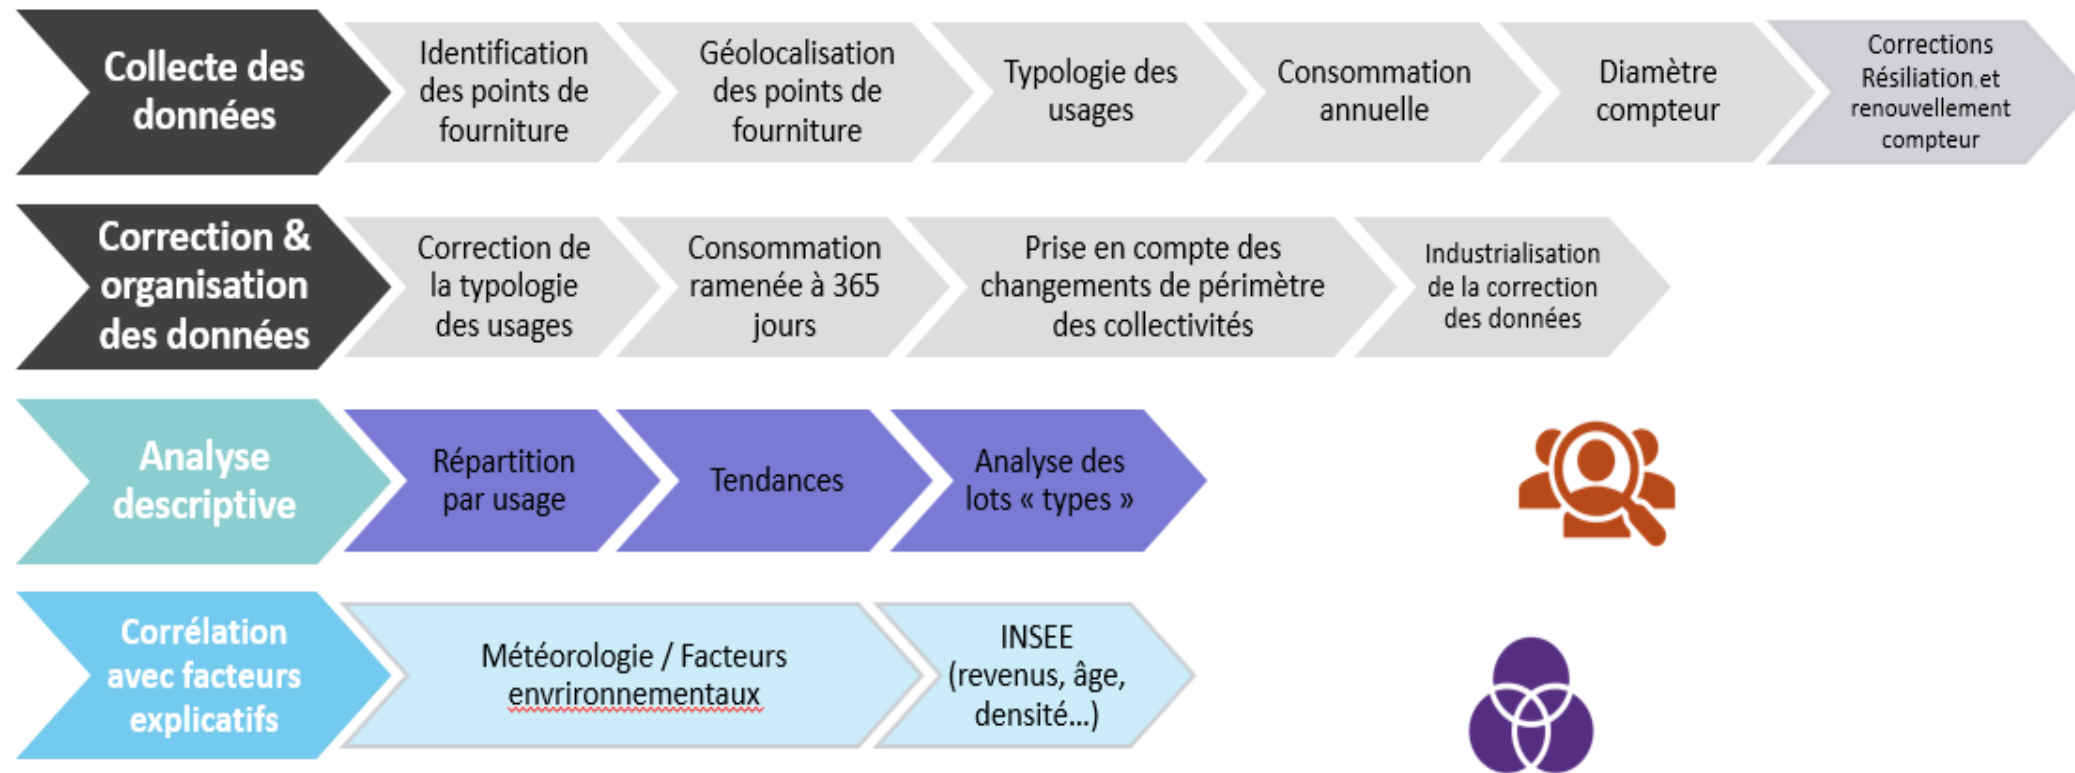 Collecte des
données
Identification
des points de
fourniture
Géolocalisation
des points de
fourniture
Typologie des
usages
Consommation
annuelle
Diamètre
compteur
Corrections
Résiliation, et
renouvellement
compteur
Correction &
organisation
des données
Correction de
la typologie
des usages
Consommation
ramenée à 365
jours
Prise en compte des
changements de périmètre
des collectivités
Industrialisation
de la correction
des données
Analyse
descriptive
Répartition
par usage
Tendances
Analyse des
lots « types »
Corrélation
avec facteurs
explicatifs
Météorologie / Facteurs
envrironnementaux
INSEE
(revenus, âge,
densité...)